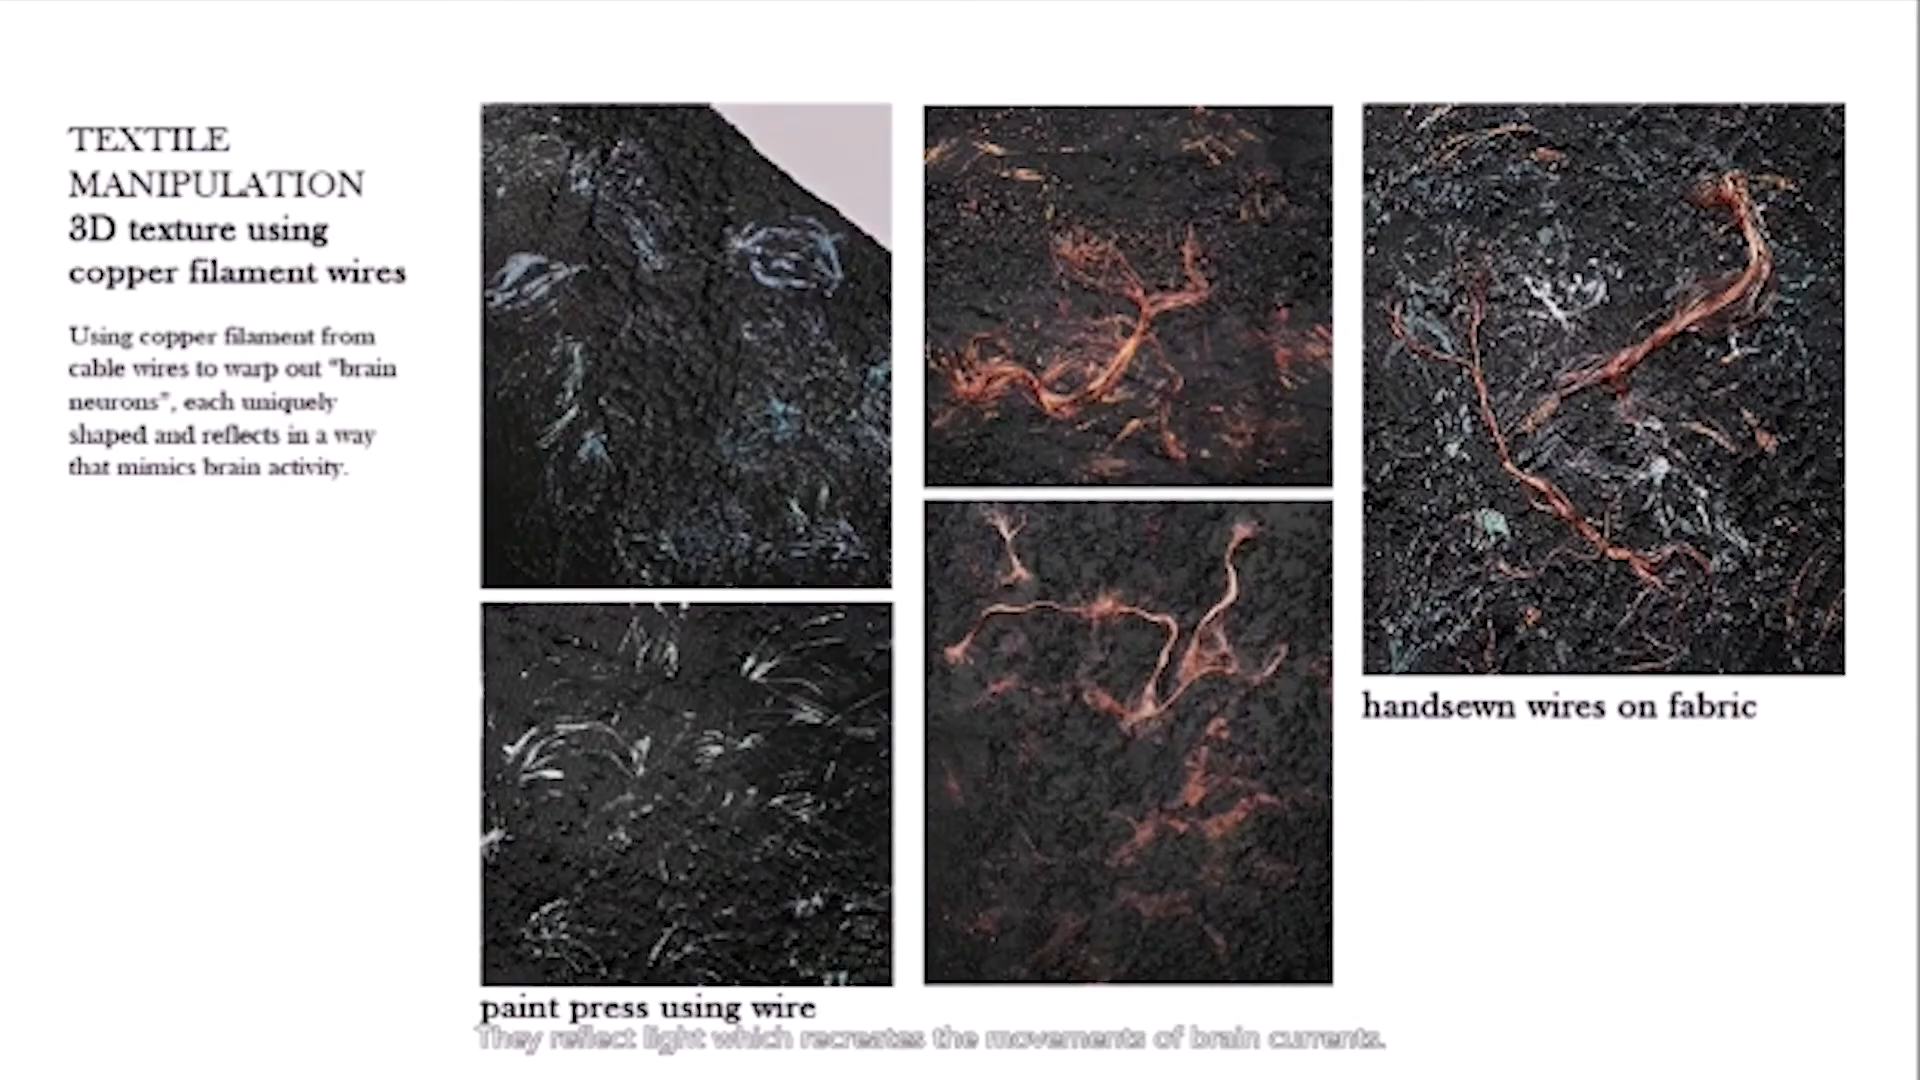 TEXTILE
MANIPULATION
3D texture using
copper filament wires
Using copper filament from
cable wires to warp out "brain
neurons", each uniquely
shaped and reflects in a way
that mimics brain activity.
handsewn wires on fabric
paint press using wire
They reflect light which recreates the movements of brain currents.